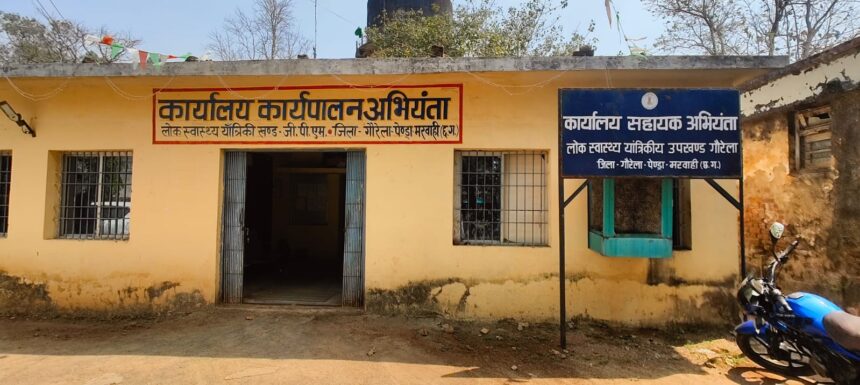 कार्यालय कार्यपालन अभियंता
लोक स्वास्थ्य यॉत्रिकी खण्ड - जी.पी.एम. • जिला - गौरेला-पेण्ड्रा मरवाही (छ.ग.)
कार्यालय सहायक अभियंता
लोक स्वास्थ्य यांत्रिकीय उपखण्ड गौरेला
जिला - गौरेला - पेण्ड्रा - मरवाही (छ.ग.)